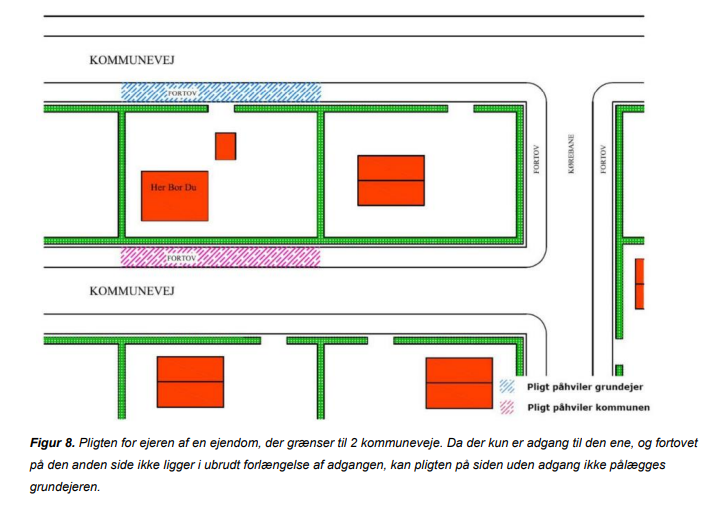 KOMMUNEVEJ
FORTOV
Her Bor Du
FORTOV
KØREBANE
FORTOV
FORTOV
KOMMUNEVEJ
Pligt påhviler grundejer
Pligt påhviler kommunen
Figur 8. Pligten for ejeren af en ejendom, der grænser til 2 kommuneveje. Da der kun er adgang til den ene, og fortovet
på den anden side ikke ligger i ubrudt forlængelse af adgangen, kan pligten på siden uden adgang ikke pålægges
grundejeren.